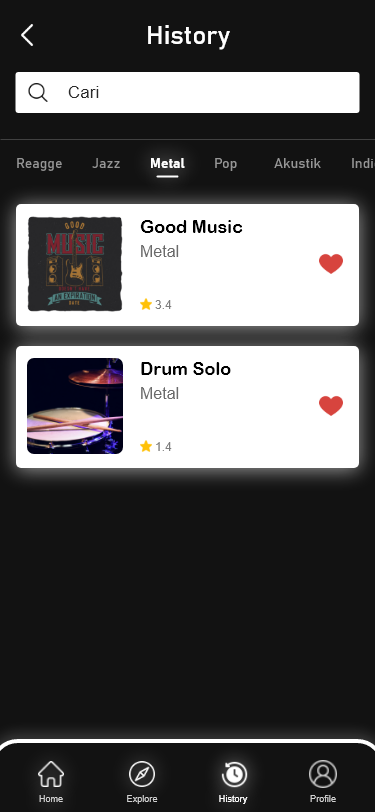 History
Cari
Reagge Jazz Metal Pop Akustik Indi
Good Music
Metal
GOOD
MUSIC
AN EXPIRATION
DATE
3.4
Drum Solo
Metal
1.4
Home Explore History Profile